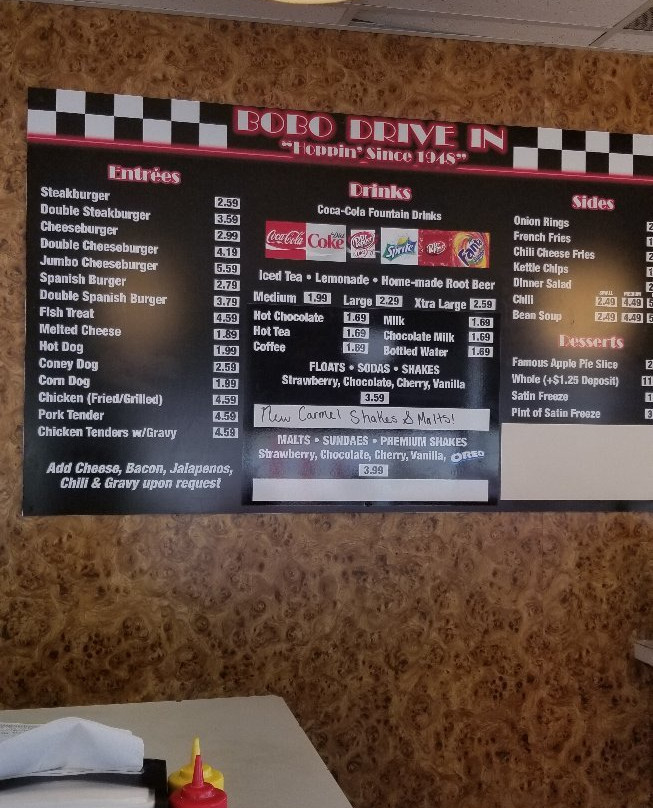 BOBO DRIVE IN
"Hoppin' Since 1948"
Entrées
Steakburger 2.59
Double Steakburger 3.59
Cheeseburger 2.99
Double Cheeseburger 4.19
Jumbo Cheeseburger 5.59
Spanish Burger 2.79
Double Spanish Burger 3.79
Fish Treat 4.59
Melted Cheese 1.89
Hot Dog 1.99
Coney Dog 2.59
Corn Dog 1.99
Chicken (Fried/Grilled) 4.59
Pork Tender 4.59
Chicken Tenders w/Gravy 4.59
Add Cheese, Bacon, Jalapenos,
Chili & Gravy upon request
Drinks
Coca-Cola Fountain Drinks
Coca-Cola Diet Coke Dr Pepper Sprite Fanta
Iced Tea • Lemonade • Home-made Root Beer
Medium 1.99 Large 2.29 Xtra Large 2.59
Hot Chocolate 1.69 Milk 1.69
Hot Tea 1.69 Chocolate Milk 1.69
Coffee 1.69 Bottled Water 1.69
FLOATS • SODAS • SHAKES
Strawberry, Chocolate, Cherry, Vanilla
3.59
New Carmel Shakes & Malts!
MALTS • SUNDAES • PREMIUM SHAKES
Strawberry, Chocolate, Cherry, Vanilla, OREO
3.99
Sides
Onion Rings
French Fries
Chili Cheese Fries
Kettle Chips
Dinner Salad
SMALL MEDIUM
Chili 2.49 4.49
Bean Soup 2.49 4.49
Desserts
Famous Apple Pie Slice
Whole (+$1.25 Deposit)
Satin Freeze
Pint of Satin Freeze